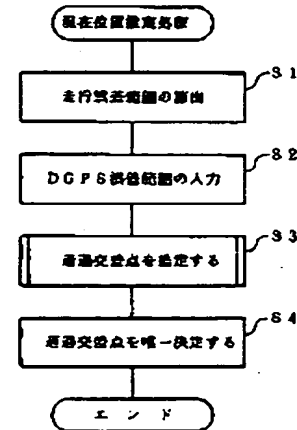 現在位置推定処理
走行誤差範囲の算出
S1
DGPS誤差範囲の入力
S2
通過交差点を推定する
S3
通過交差点を唯一決定する
S4
エンド